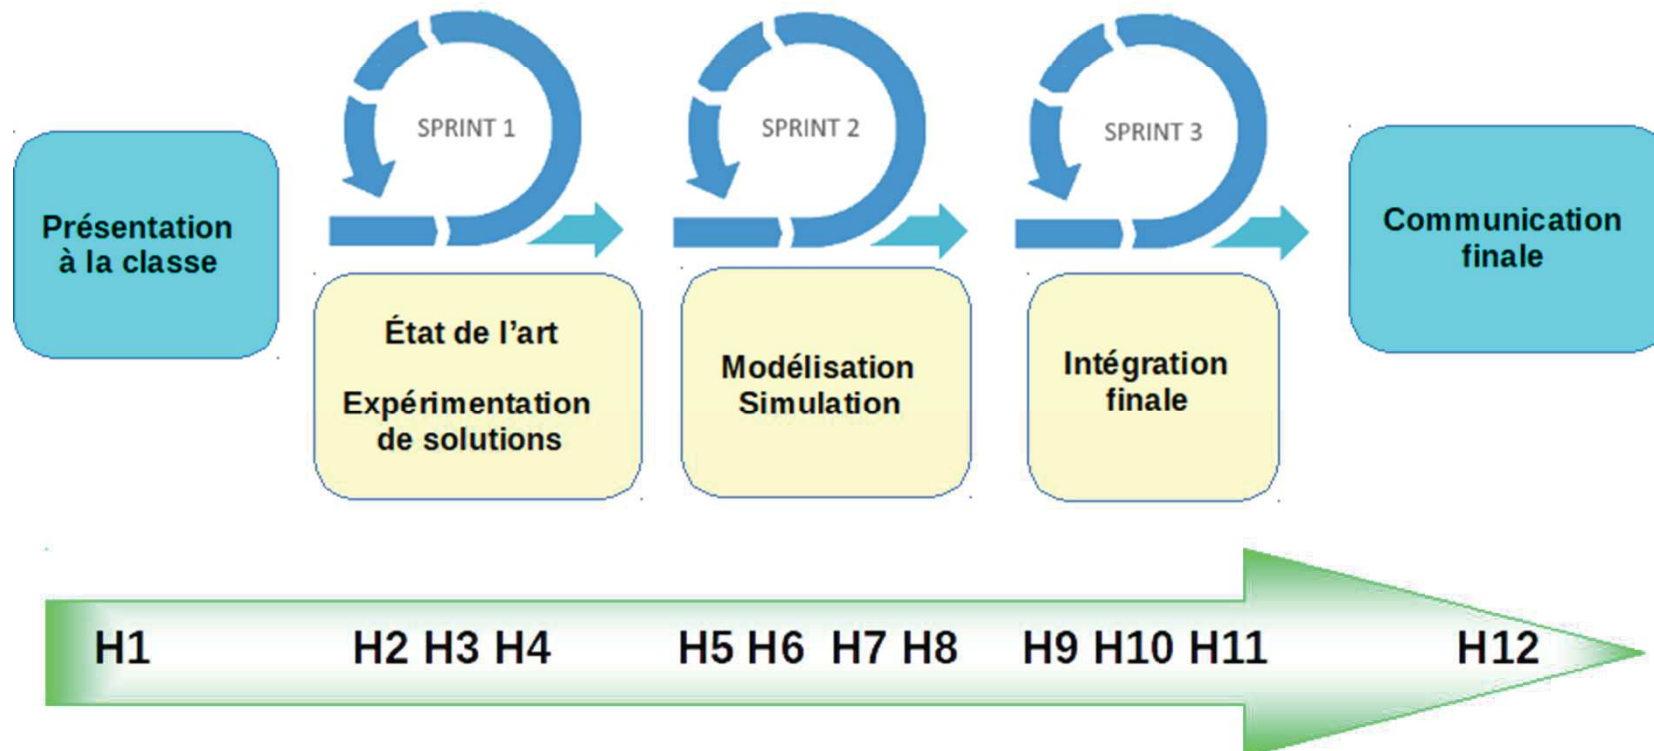 Présentation
à la classe
SPRINT 1
État de l'art
Expérimentation
de solutions
SPRINT 2
Modélisation
Simulation
SPRINT 3
Intégration
finale
Communication
finale
H1 H2 H3 H4 H5 H6 H7 H8 H9 H10 H11 H12